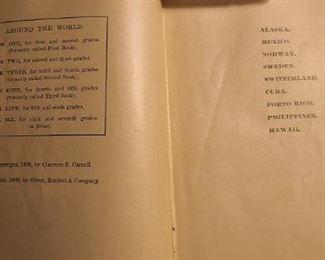 AROUND THE WORLD
ONE, for first and second grades
(formerly called First Book).
TWO, for second and third grades.
THREE, for third and fourth grades
(formerly called Second Book).
FOUR, for fourth and fifth grades
(formerly called Third Book).
FIVE, for fifth and sixth grades.
SIX, for sixth and seventh grades
(in press).
by Clarence F. Carroll
by Silver, Burdett & Company
ALASKA.
MEXICO.
NORWAY.
SWEDEN.
SWITZERLAND.
CUBA.
PORTO RICO.
PHILIPPINES.
HAWAII.